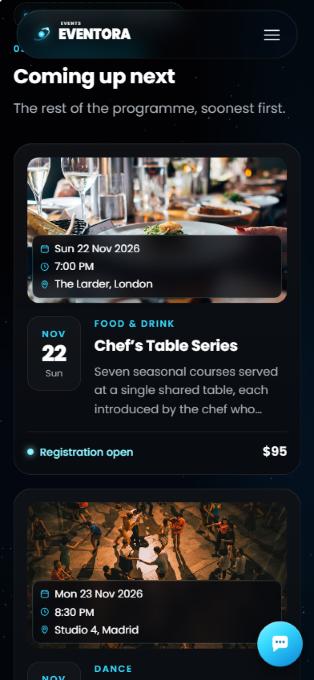 EVENTS
EVENTORA
Coming up next
The rest of the programme, soonest first.
Sun 22 Nov 2026
7:00 PM
The Larder, London
NOV
22
Sun
FOOD & DRINK
Chef's Table Series
Seven seasonal courses served
at a single shared table, each
introduced by the chef who...
Registration open
$95
Mon 23 Nov 2026
8:30 PM
Studio 4, Madrid
NOV
DANCE